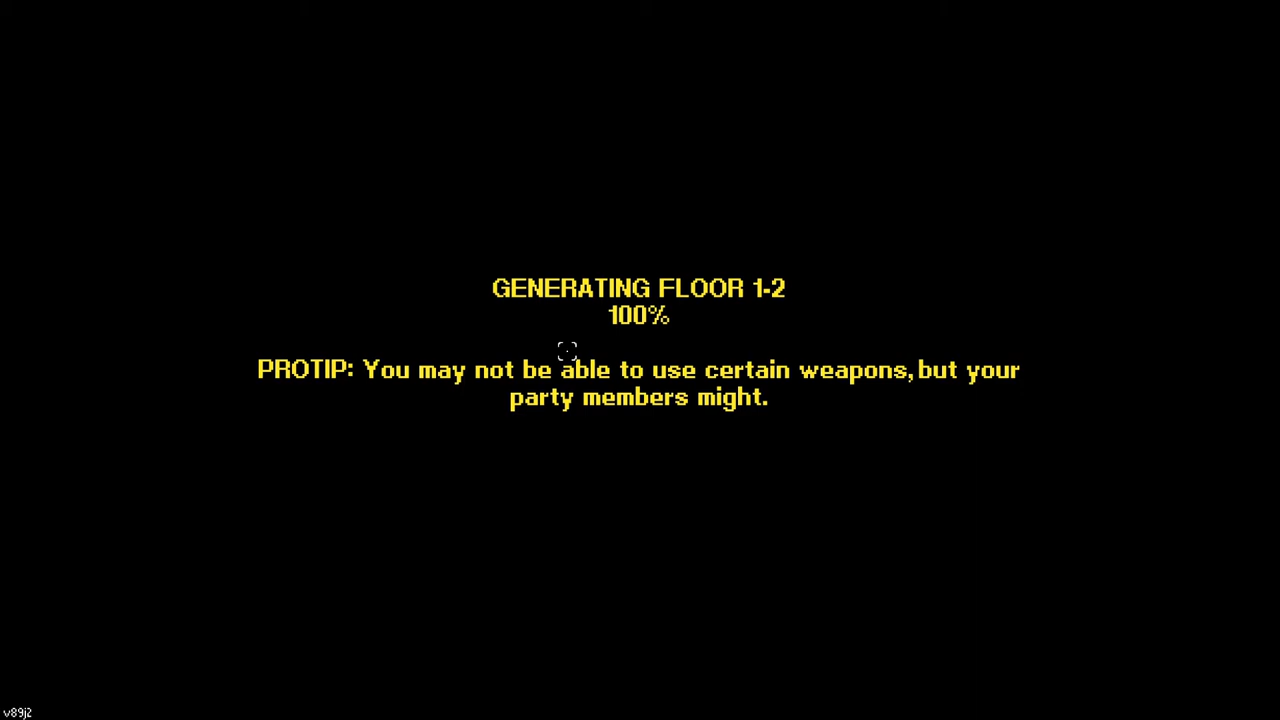 GENERATING FLOOR 1-2
100%
PROTIP: You may not be able to use certain weapons, but your
party members might.
v89j2